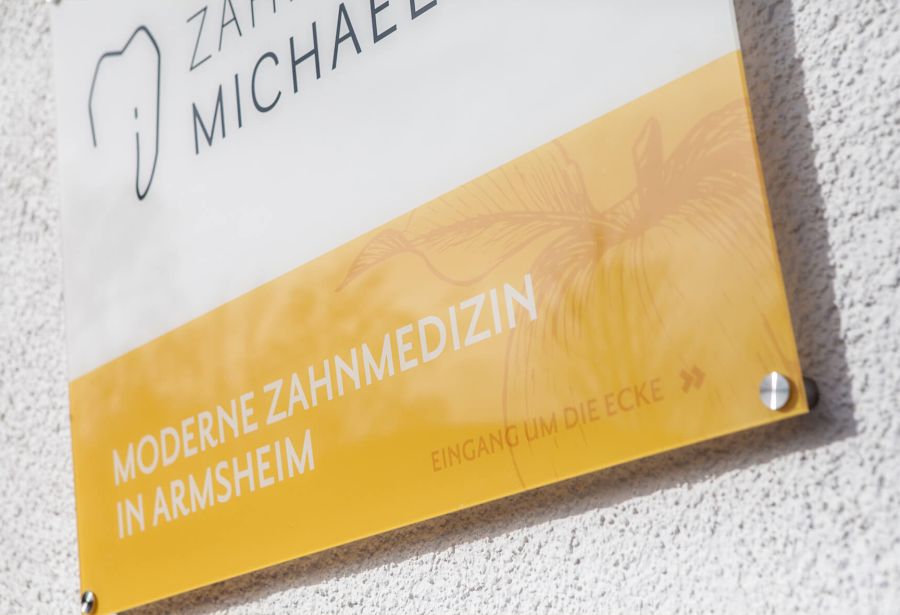 MICHAEL
MODERNE ZAHNMEDIZIN
IN ARMSHEIM
EINGANG UM DIE ECKE »